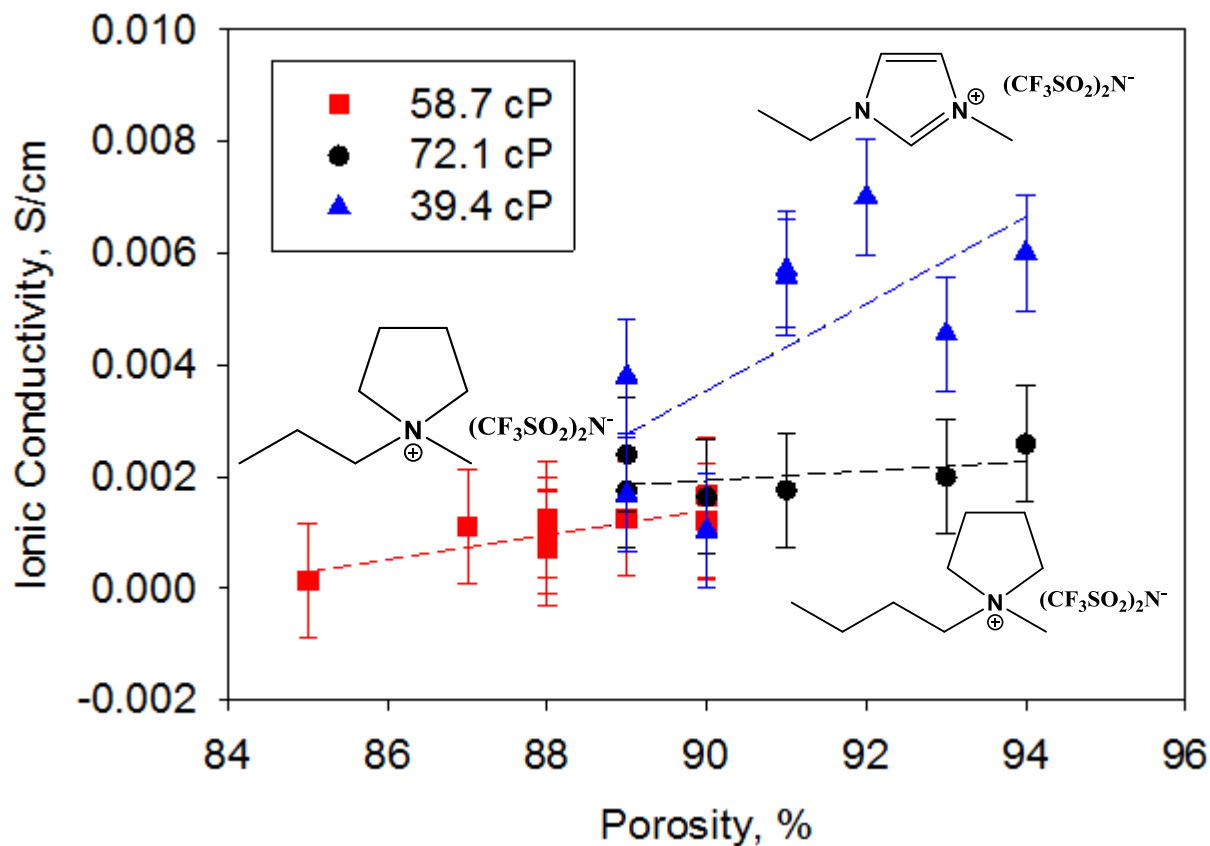 0.010
0.008
0.006
0.004
0.002
0.000
-0.002
Ionic Conductivity, S/cm
58.7 cP
72.1 cP
39.4 cP
N N ⊕ (CF₃SO₂)₂N⁻
N ⊕ (CF₃SO₂)₂N⁻
N ⊕ (CF₃SO₂)₂N⁻
84 86 88 90 92 94 96
Porosity, %